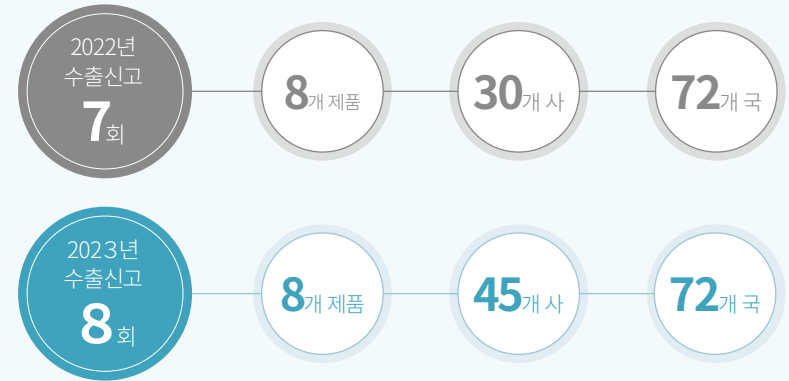 2022년
수출신고
7회
8개 제품
30개 사
72개 국
2023년
수출신고
8회
8개 제품
45개 사
72개 국